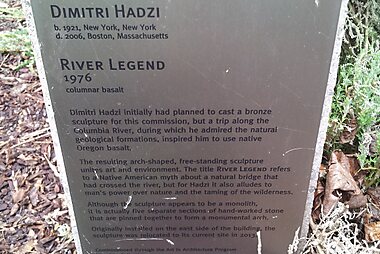 DIMITRI HADZI
b. 1921, New York, New York
d. 2006, Boston, Massachusetts
RIVER LEGEND
1976
columnar basalt
Dimitri Hadzi initially had planned to cast a bronze
sculpture for this commission, but a trip along the
Columbia River, during which he admired the natural
geological formations, inspired him to use native
Oregon basalt.
The resulting arch-shaped, free-standing sculpture
unites art and environment. The title RIVER LEGEND refers
to a Native American myth about a natural bridge that
had crossed the river, but for Hadzi it also alludes to
man's power over nature and the taming of the wilderness.
Although the sculpture appears to be a monolith,
it is actually five separate sections of hand-worked stone
that are pinned together to form a monumental arch.
Originally installed on the east side of the building, the
sculpture was relocated to its current site in
Commissioned through the Art in Architecture Program